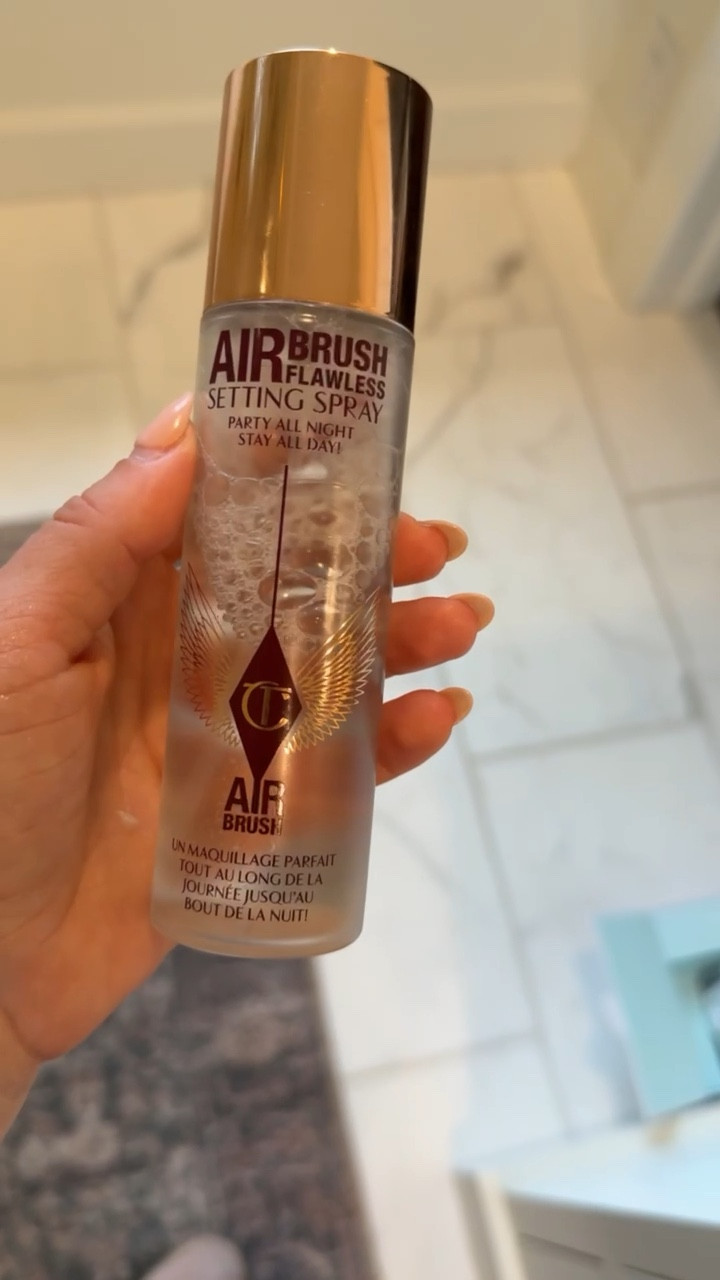 AIRBRUSH
FLAWLESS
SETTING SPRAY
PARTY ALL NIGHT
STAY ALL DAY!
CT
AIR
BRUSH
UN MAQUILLAGE PARFAIT
TOUT AU LONG DE LA
JOURNÉE JUSQU'AU
BOUT DE LA NUIT!